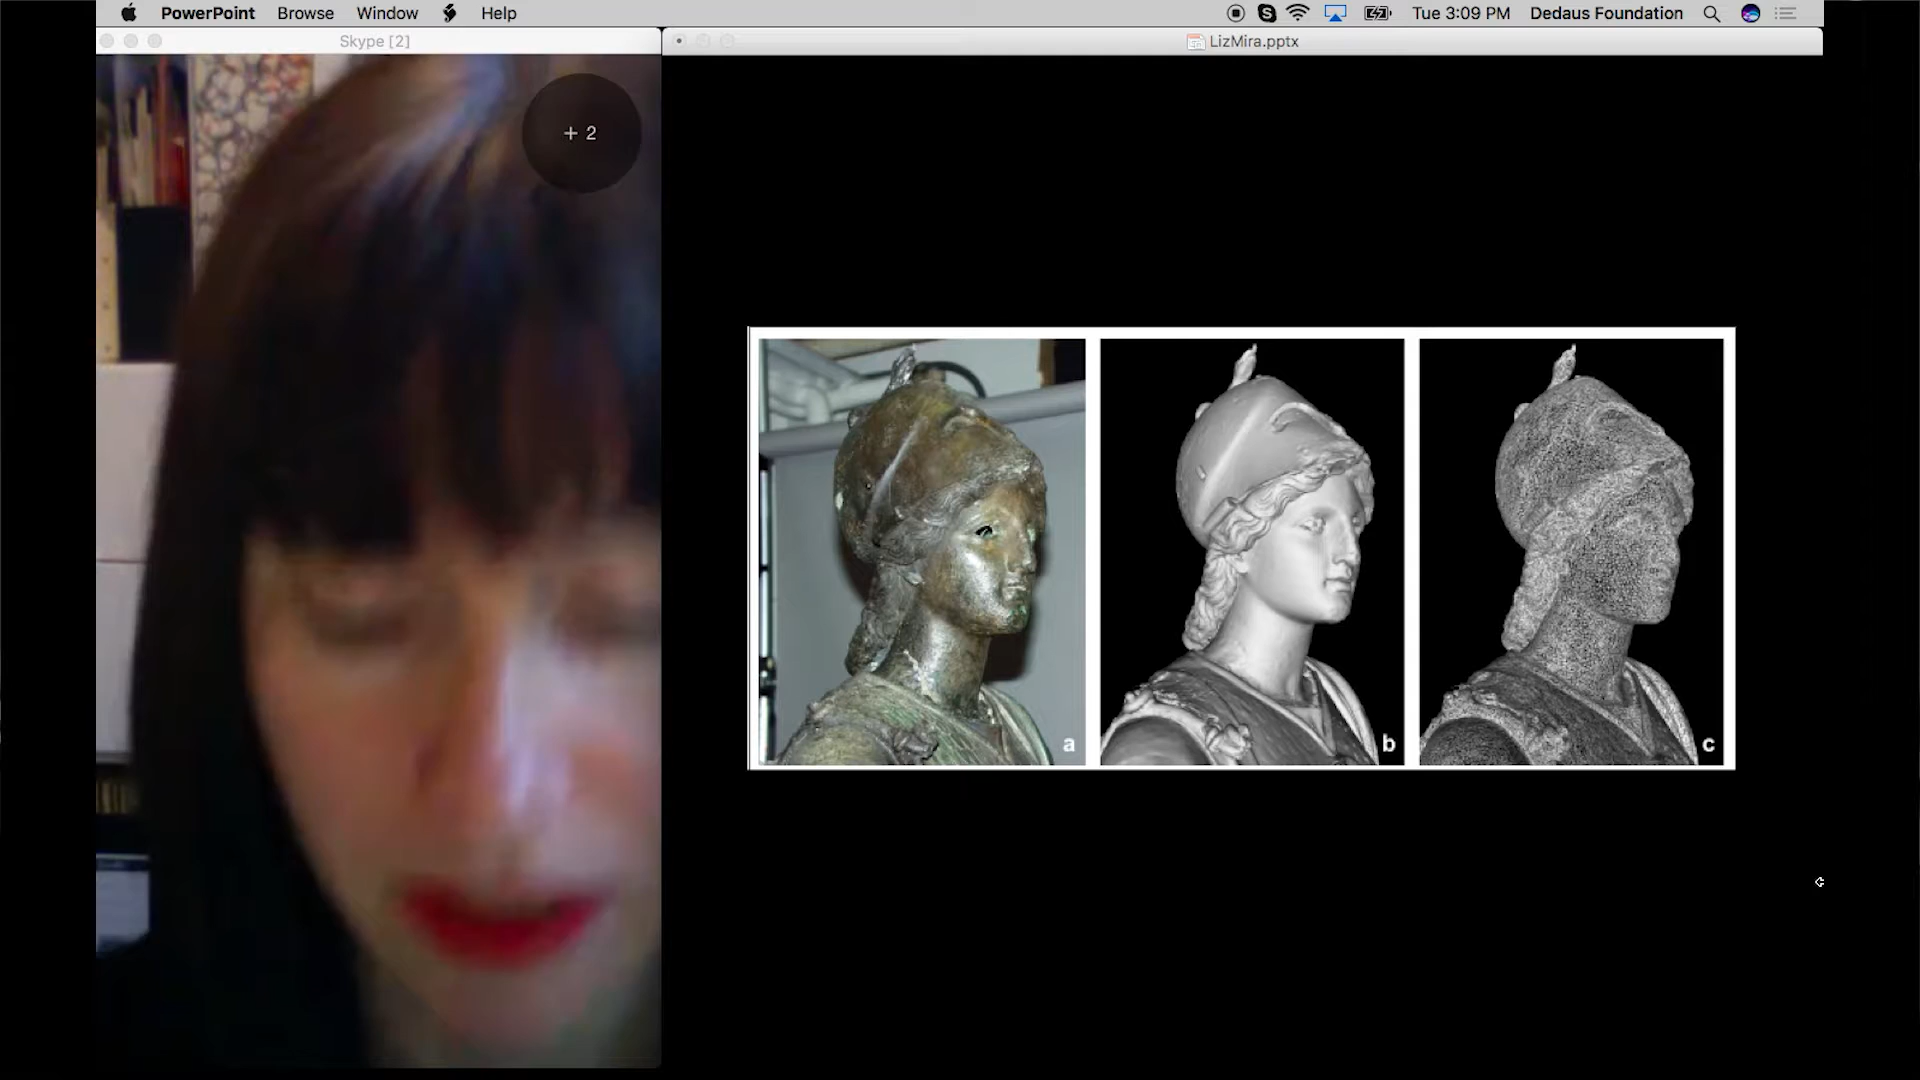 PowerPoint Browse Window Help Tue 3:09 PM Dedaus Foundation
Skype [2]
LizMira.pptx
+ 2
a
b
c